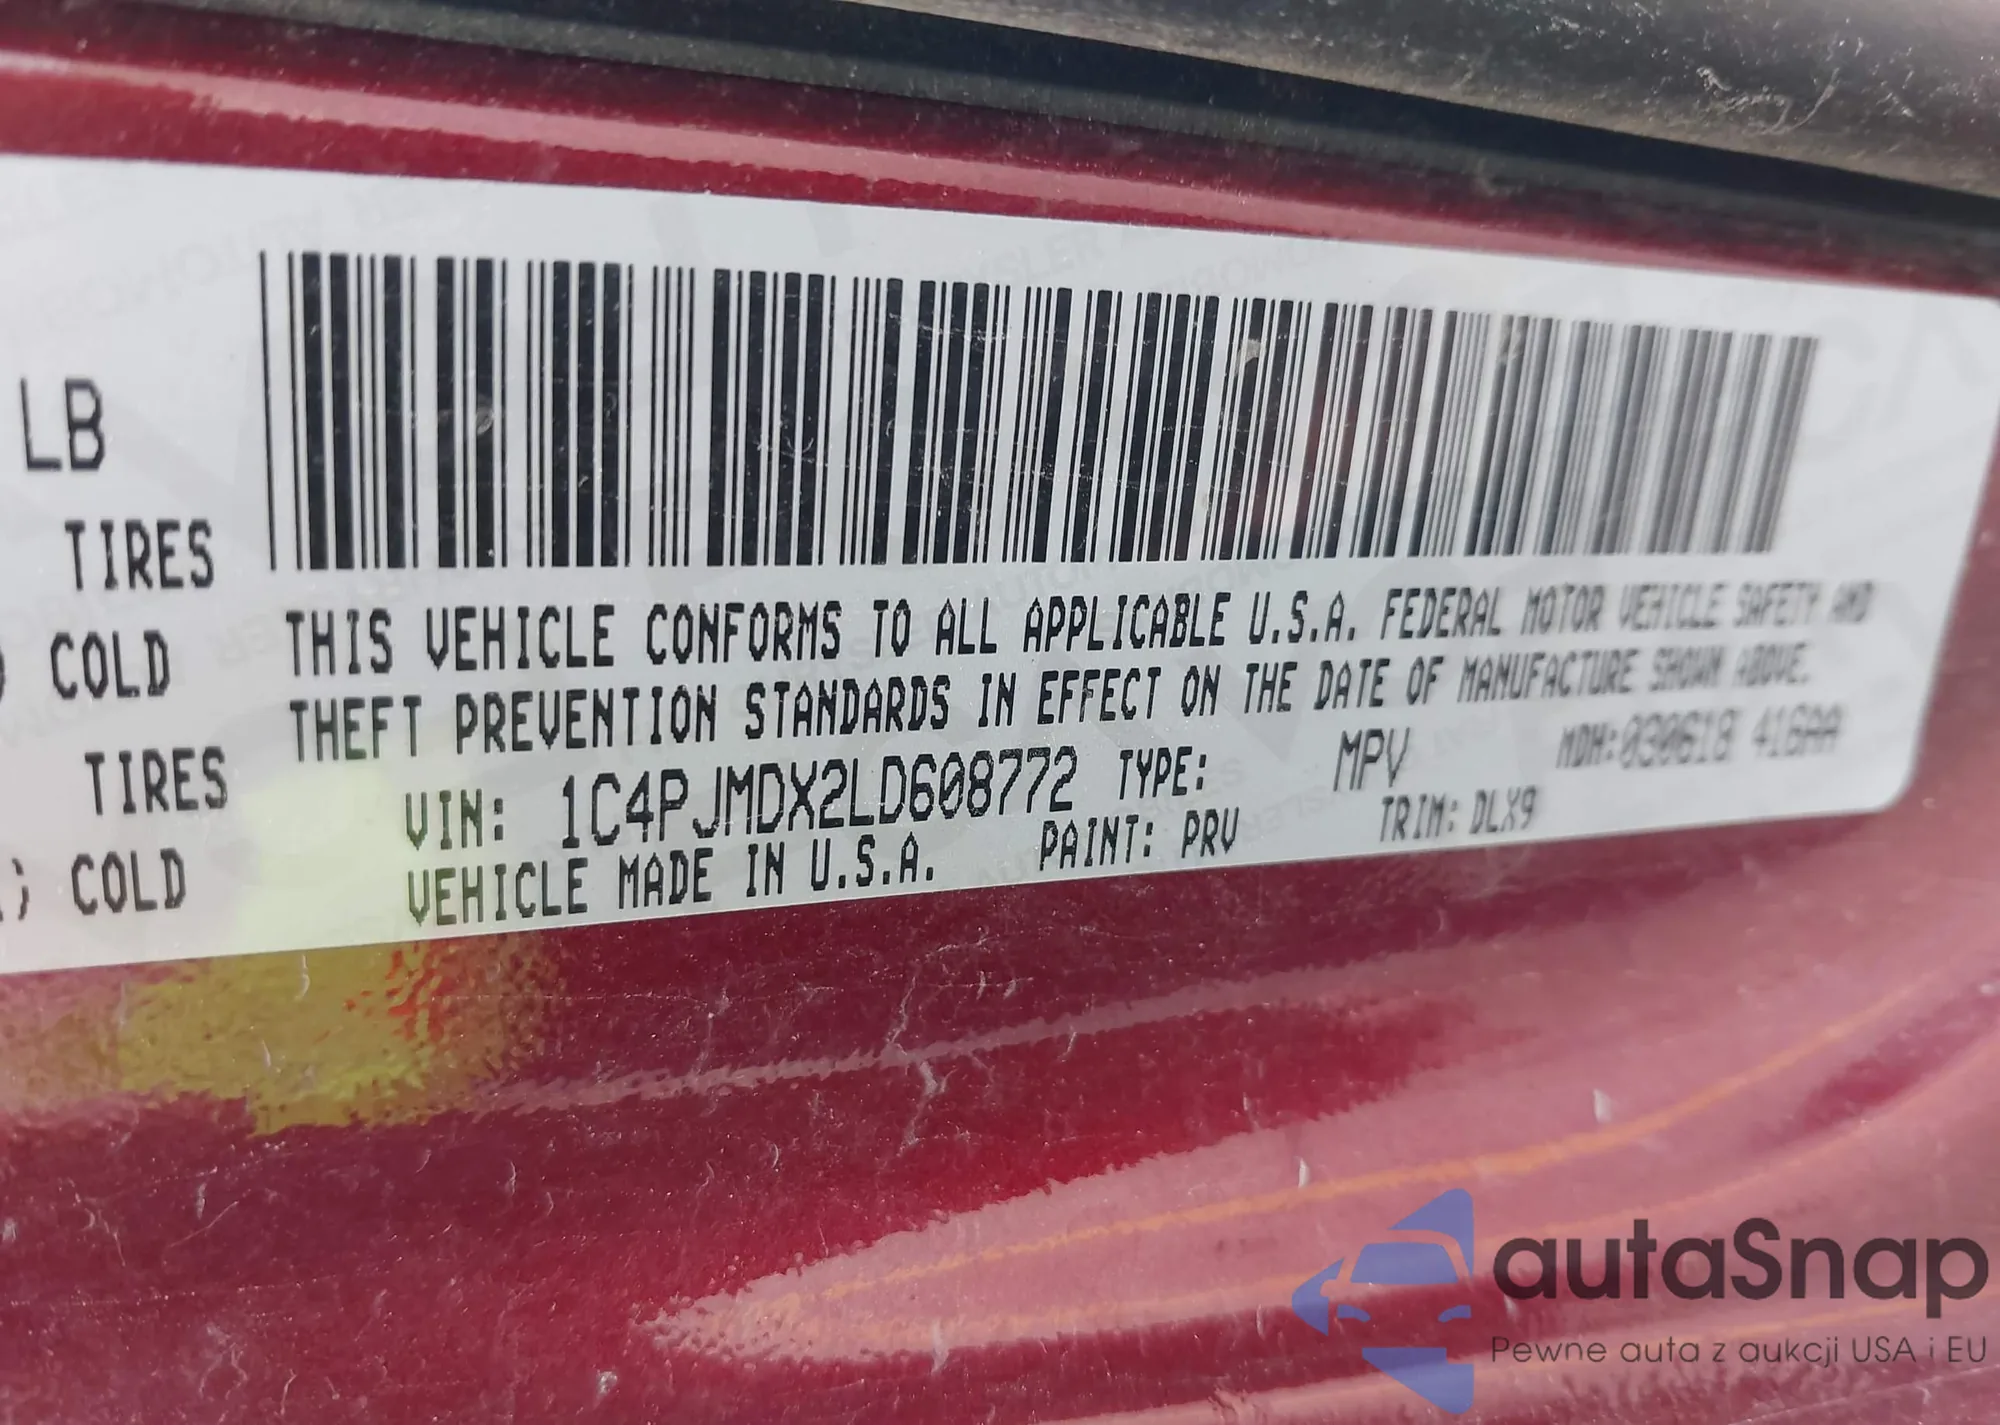 LB
TIRES
COLD
TIRES
COLD
THIS VEHICLE CONFORMS TO ALL APPLICABLE U.S.A. FEDERAL MOTOR VEHICLE SAFETY AND
THEFT PREVENTION STANDARDS IN EFFECT ON THE DATE OF MANUFACTURE SHOWN ABOVE.
VIN: 1C4PJMDX2LD608772 TYPE: MPV MDH:030618 416AA
VEHICLE MADE IN U.S.A. PAINT: PRV TRIM: DLX9
autaSnap
Pewne auta z aukcji USA i EU